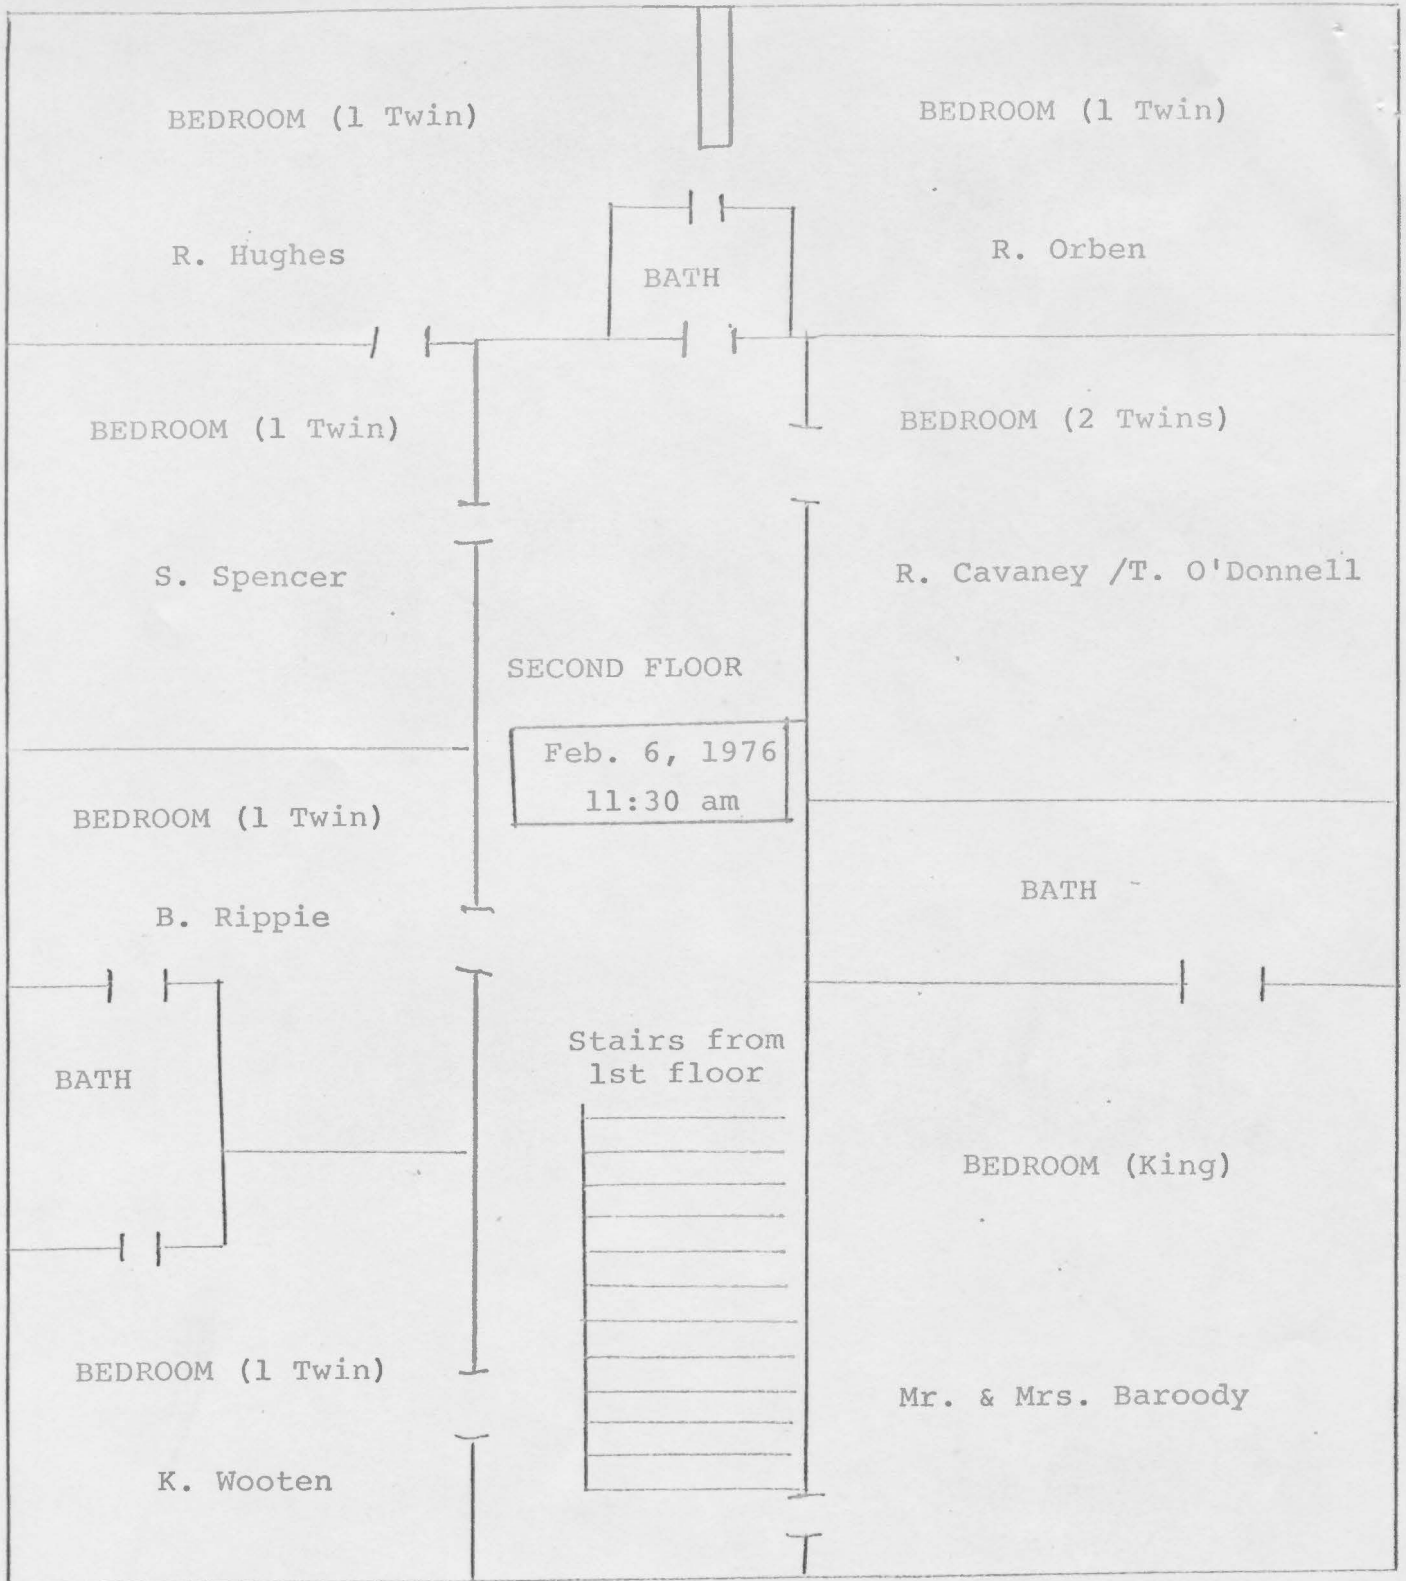 BEDROOM (1 Twin)
R. Hughes
BEDROOM (1 Twin)
R. Orben
BATH
BEDROOM (1 Twin)
S. Spencer
BEDROOM (2 Twins)
R. Cavaney /T. O'Donnell
SECOND FLOOR
Feb. 6, 1976
11:30 am
BEDROOM (1 Twin)
B. Rippie
BATH
BATH
Stairs from
1st floor
BEDROOM (King)
Mr. & Mrs. Baroody
BEDROOM (1 Twin)
K. Wooten